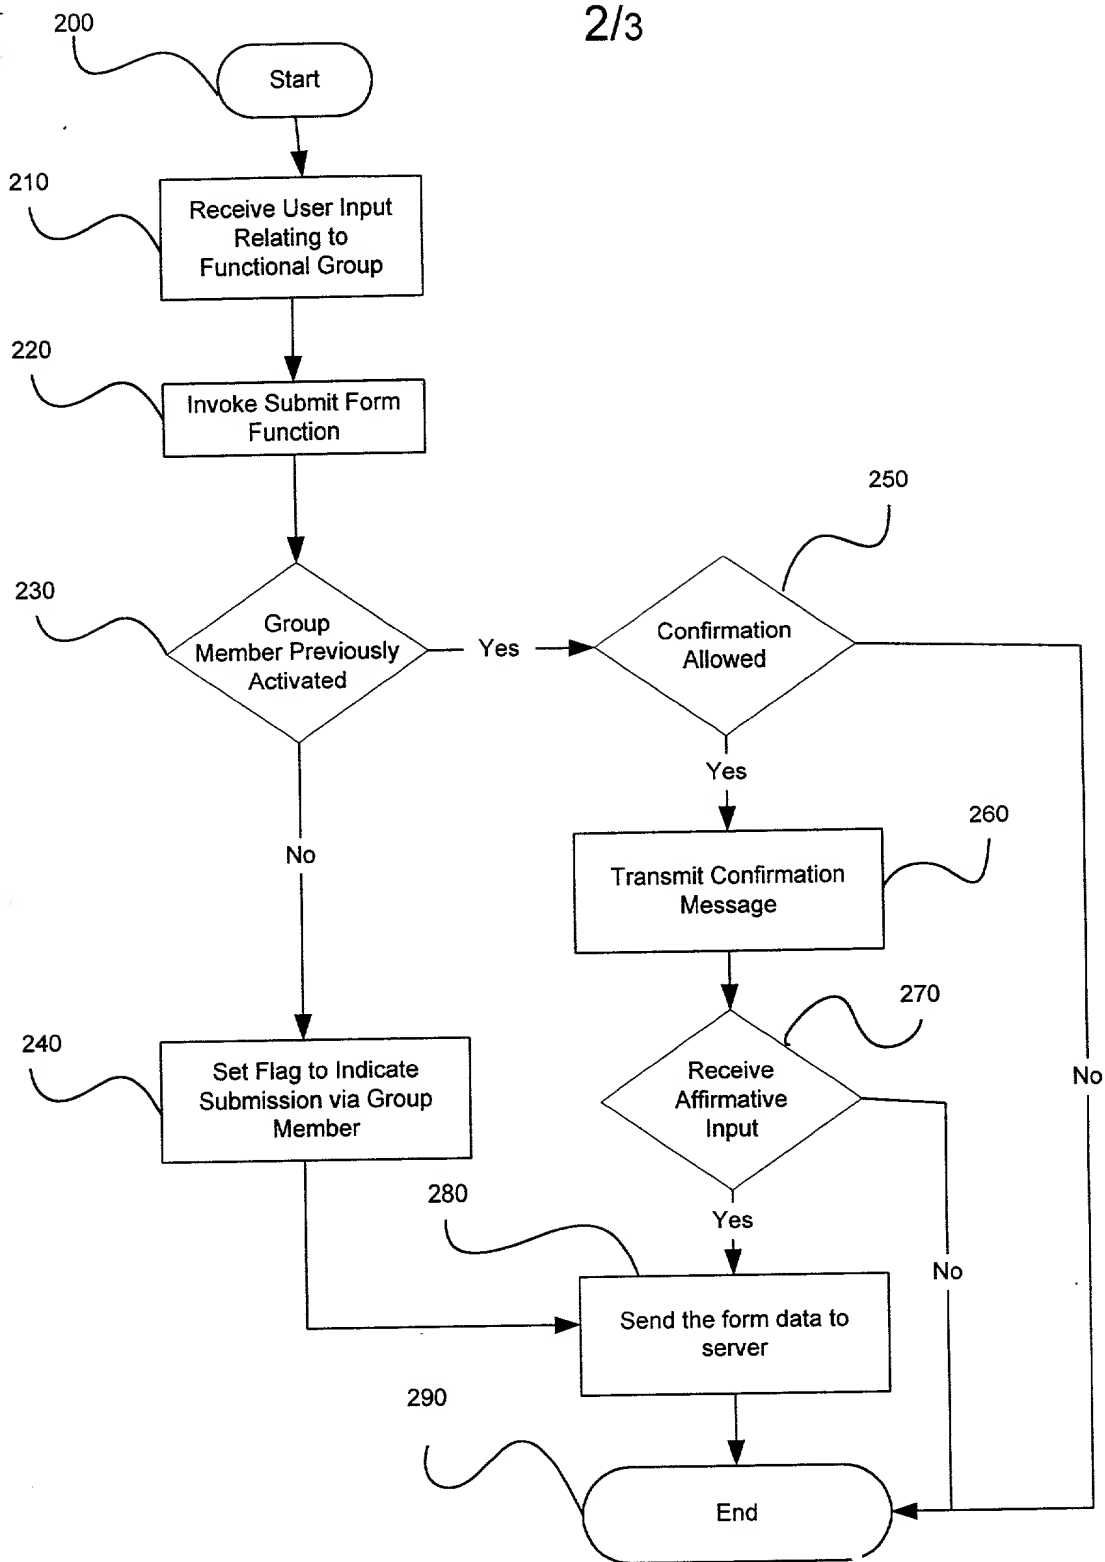 2/3
200
Start
210
Receive User Input
Relating to
Functional Group
220
Invoke Submit Form
Function
230
Group
Member Previously
Activated
Yes
250
Confirmation
Allowed
Yes
No
260
Transmit Confirmation
Message
No
240
Set Flag to Indicate
Submission via Group
Member
270
Receive
Affirmative
Input
Yes
No
280
Send the form data to
server
290
End